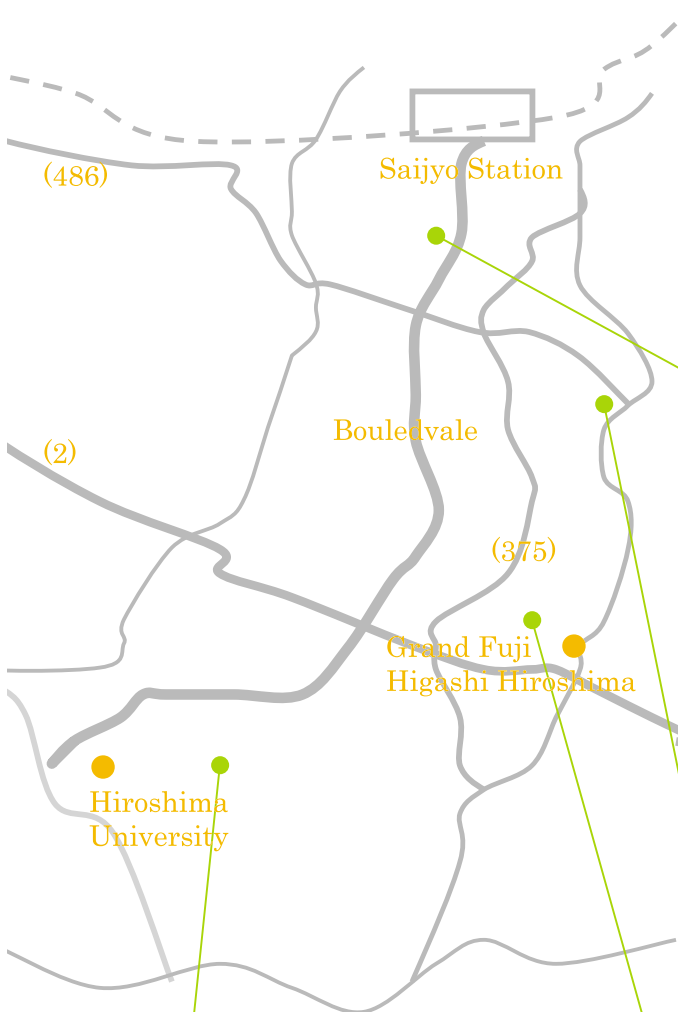 Saijyo Station
(486)
Bouledvale
(2)
(375)
Grand Fuji
Higashi Hiroshima
Hiroshima
University